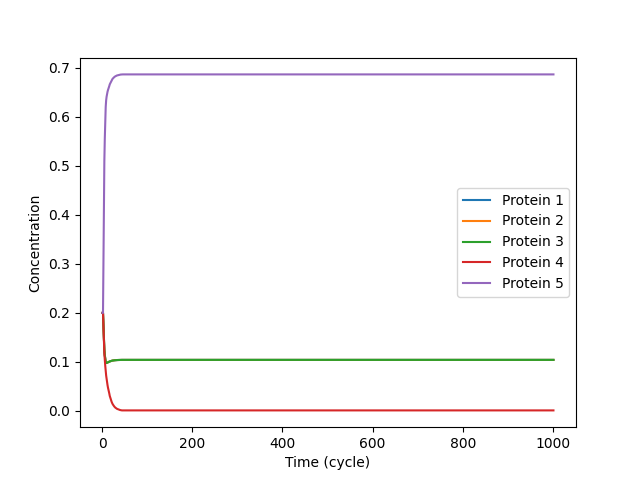 0.7
0.6
0.5
0.4
0.3
0.2
0.1
0.0
Concentration
Protein 1
Protein 2
Protein 3
Protein 4
Protein 5
0 200 400 600 800 1000
Time (cycle)